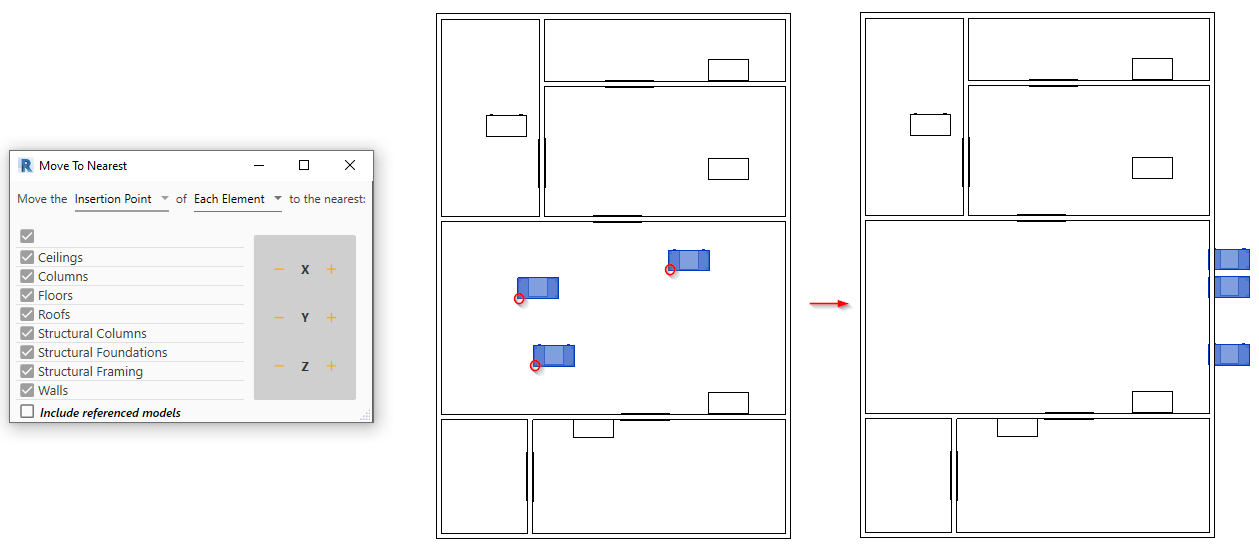 R Move To Nearest
Move the Insertion Point of Each Element to the nearest:
Ceilings
Columns
Floors
Roofs
Structural Columns
Structural Foundations
Structural Framing
Walls
Include referenced models
− X +
− Y +
− Z +